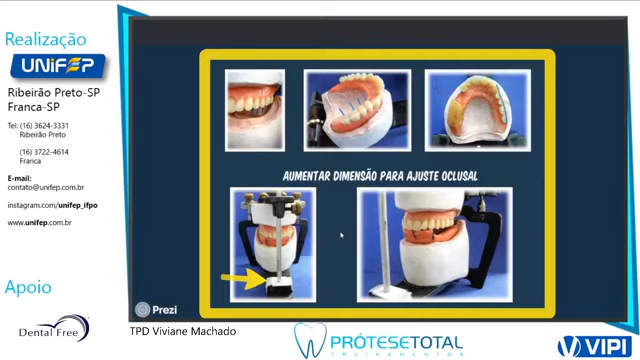 Realização
UNIFEP
Ribeirão Preto-SP
Franca-SP
Tel: (16) 3624-3331
Ribeirão Preto
(16) 3722-4614
Franca
E-mail:
contato@unifep.com.br
instagram.com/unifep_ifpo
www.unifep.com.br
Apoio
Dental Free
AUMENTAR DIMENSÃO PARA AJUSTE OCLUSAL
Prezi
TPD Viviane Machado
PRÓTESETOTAL
TREINAMENTOS
VIPI